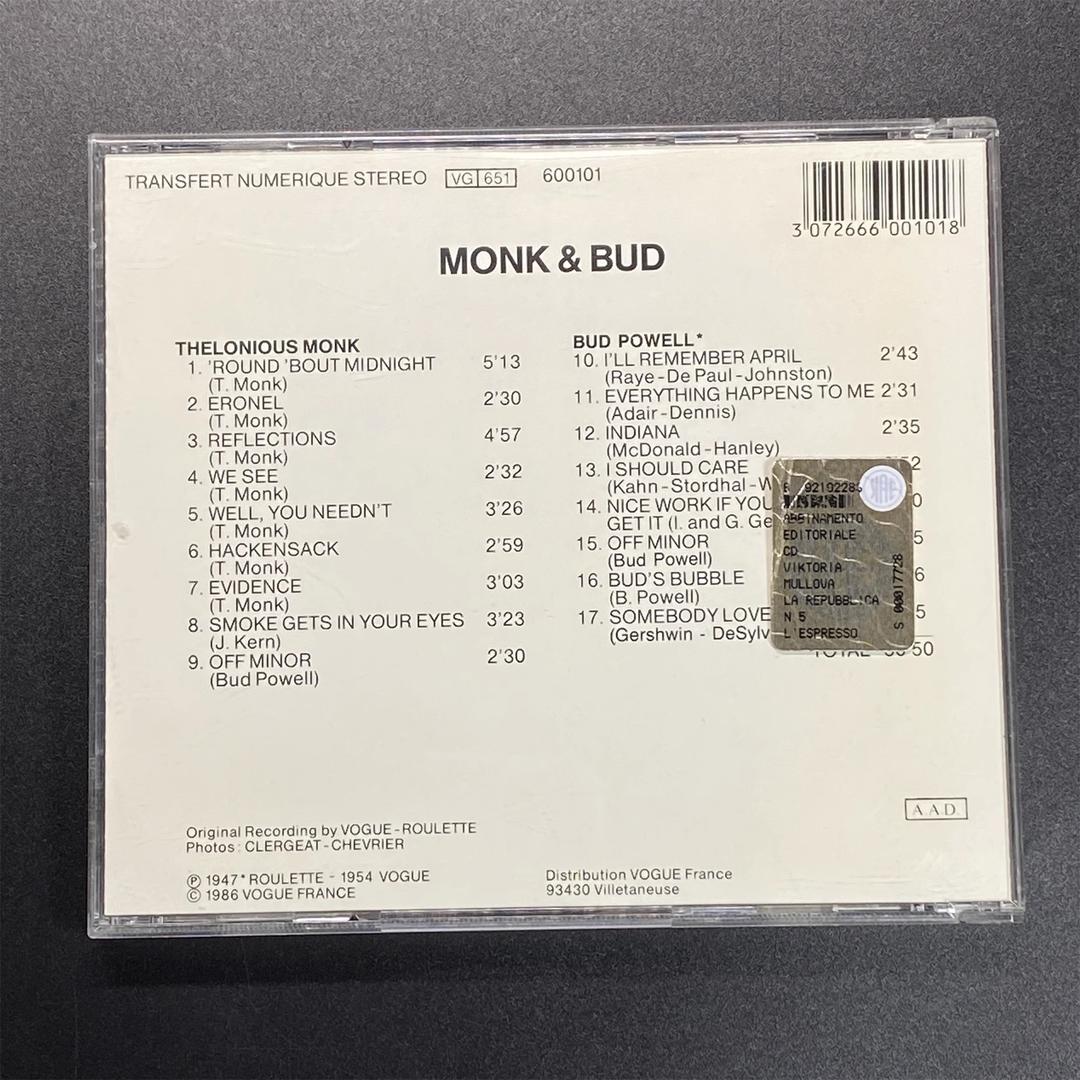 TRANSFERT NUMERIQUE STEREO VG 651 600101
3 072666 001018
MONK & BUD
THELONIOUS MONK
1. 'ROUND 'BOUT MIDNIGHT 5'13
(T. Monk)
2. ERONEL 2'30
(T. Monk)
3. REFLECTIONS 4'57
(T. Monk)
4. WE SEE 2'32
(T. Monk)
5. WELL, YOU NEEDN'T 3'26
(T. Monk)
6. HACKENSACK 2'59
(T. Monk)
7. EVIDENCE 3'03
(T. Monk)
8. SMOKE GETS IN YOUR EYES 3'23
(J. Kern)
9. OFF MINOR 2'30
(Bud Powell)
BUD POWELL*
10. I'LL REMEMBER APRIL 2'43
(Raye-De Paul-Johnston)
11. EVERYTHING HAPPENS TO ME 2'31
(Adair-Dennis)
12. INDIANA 2'35
(McDonald-Hanley)
13. I SHOULD CARE
(Kahn-Stordhal-
14. NICE WORK IF YOU
GET IT (I. and G.
15. OFF MINOR
(Bud Powell)
16. BUD'S BUBBLE
(B. Powell)
17. SOMEBODY LOVE
(Gershwin - DeSylv
TOTAL
ABBINAMENTO
EDITORIALE
CD
VIKTORIA
MULLOVA
LA REPUBBLICA
N 5
L'ESPRESSO
S 00017728
A A D
Original Recording by VOGUE-ROULETTE
Photos : CLERGEAT-CHEVRIER
℗ 1947* ROULETTE - 1954 VOGUE
© 1986 VOGUE FRANCE
Distribution VOGUE France
93430 Villetaneuse